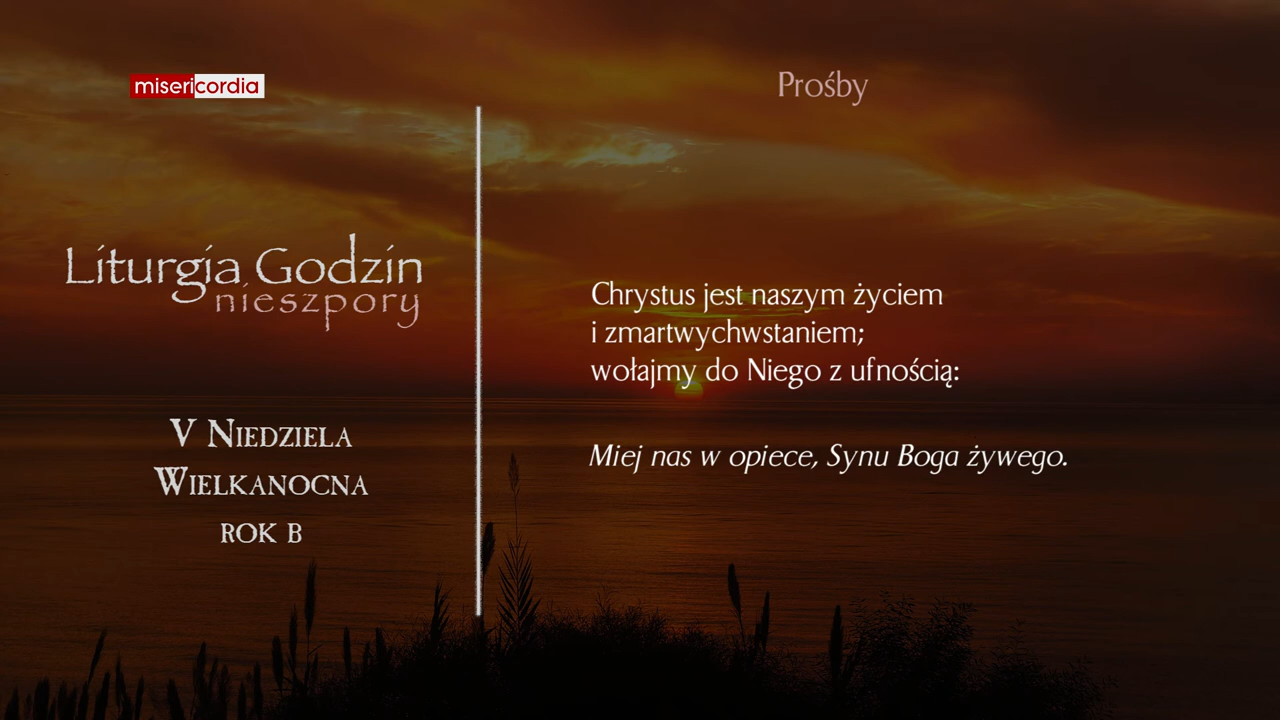 misericordia
Liturgia Godzin
nieszpory
V Niedziela
Wielkanocna
rok B
Prośby
Chrystus jest naszym życiem
i zmartwychwstaniem;
wołajmy do Niego z ufnością:
Miej nas w opiece, Synu Boga żywego.